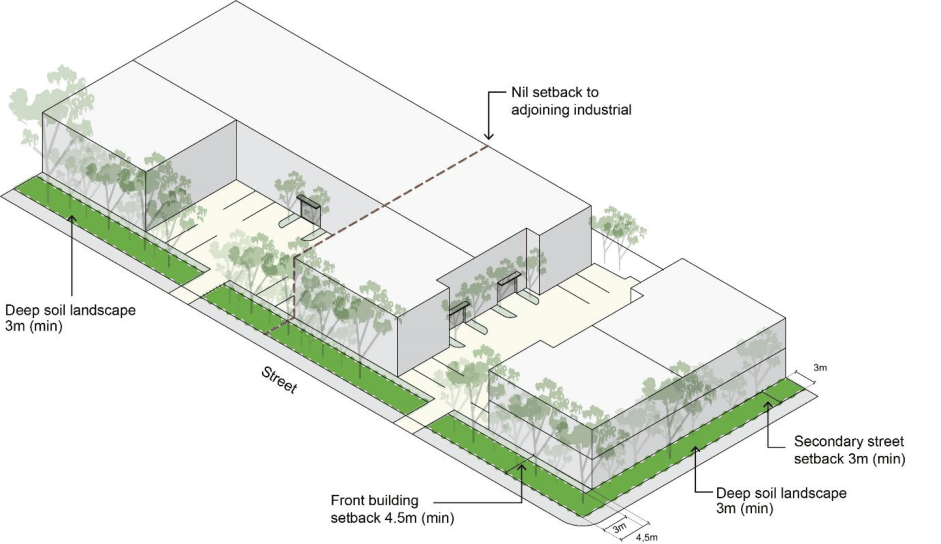 Nil setback to
adjoining industrial
Deep soil landscape
3m (min)
Street
3m
Secondary street
setback 3m (min)
Deep soil landscape
3m (min)
Front building
setback 4.5m (min)
3m
4,5m